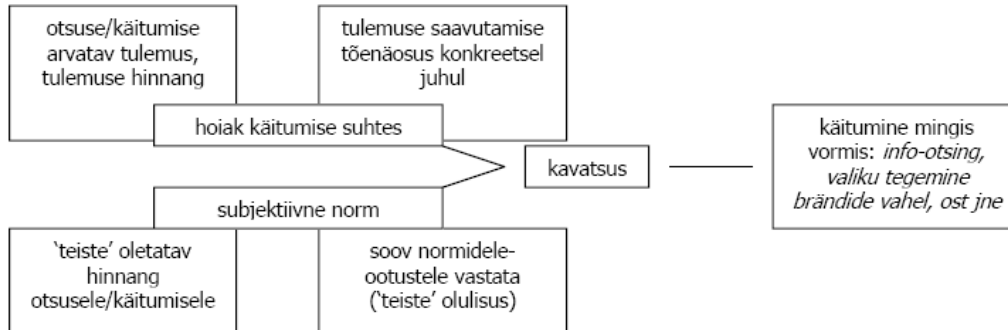 otsuse/käitumise
arvatav tulemus,
tulemuse hinnang
tulemuse saavutamise
tõenäosus konkreetsel
juhul
hoiak käitumise suhtes
kavatsus
käitumine mingis
vormis: info-otsing,
valiku tegemine
brändide vahel, ost jne
subjektiivne norm
‘teiste’ oletatav
hinnang
otsusele/käitumisele
soov normidele-
ootustele vastata
(‘teiste’ olulisus)